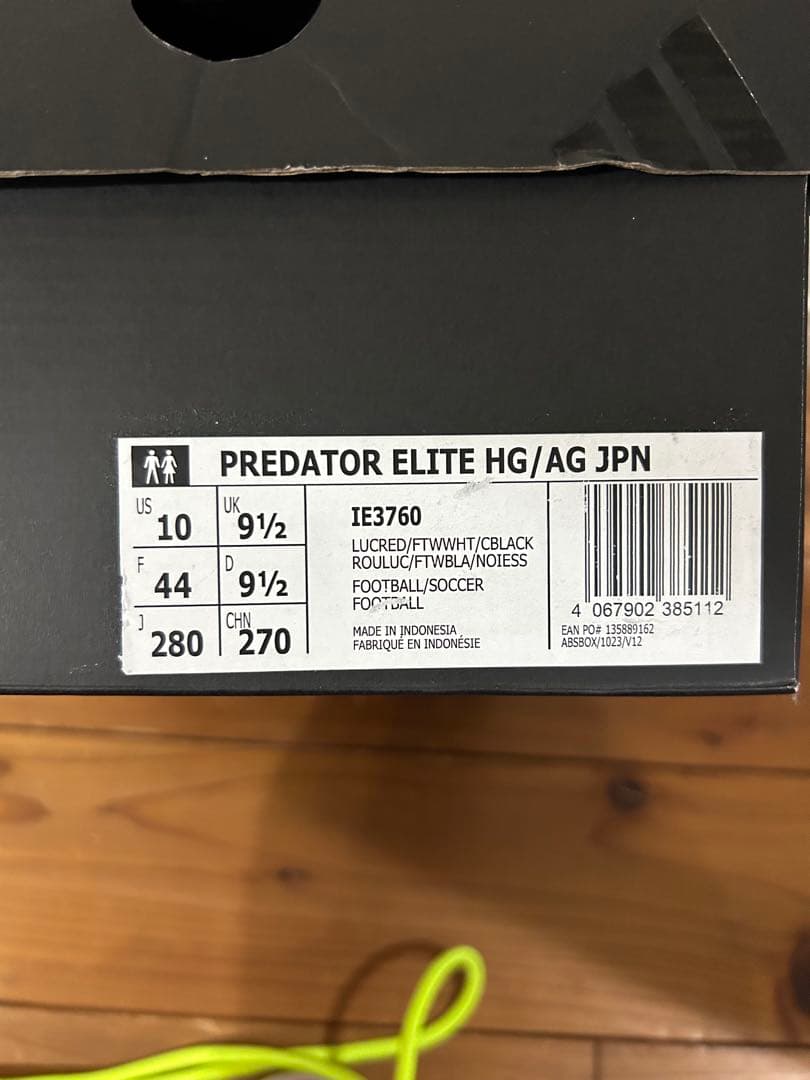 PREDATOR ELITE HG/AG JPN
US 10 UK 9½
F 44 D 9½
J 280 CHN 270
IE3760
LUCRED/FTWWHT/CBLACK
ROULUC/FTWBLA/NOIESS
FOOTBALL/SOCCER
FOOTBALL
MADE IN INDONESIA
FABRIQUÉ EN INDONÉSIE
4 067902 385112
EAN PO# 135889162
ABSBOX/1023/V12